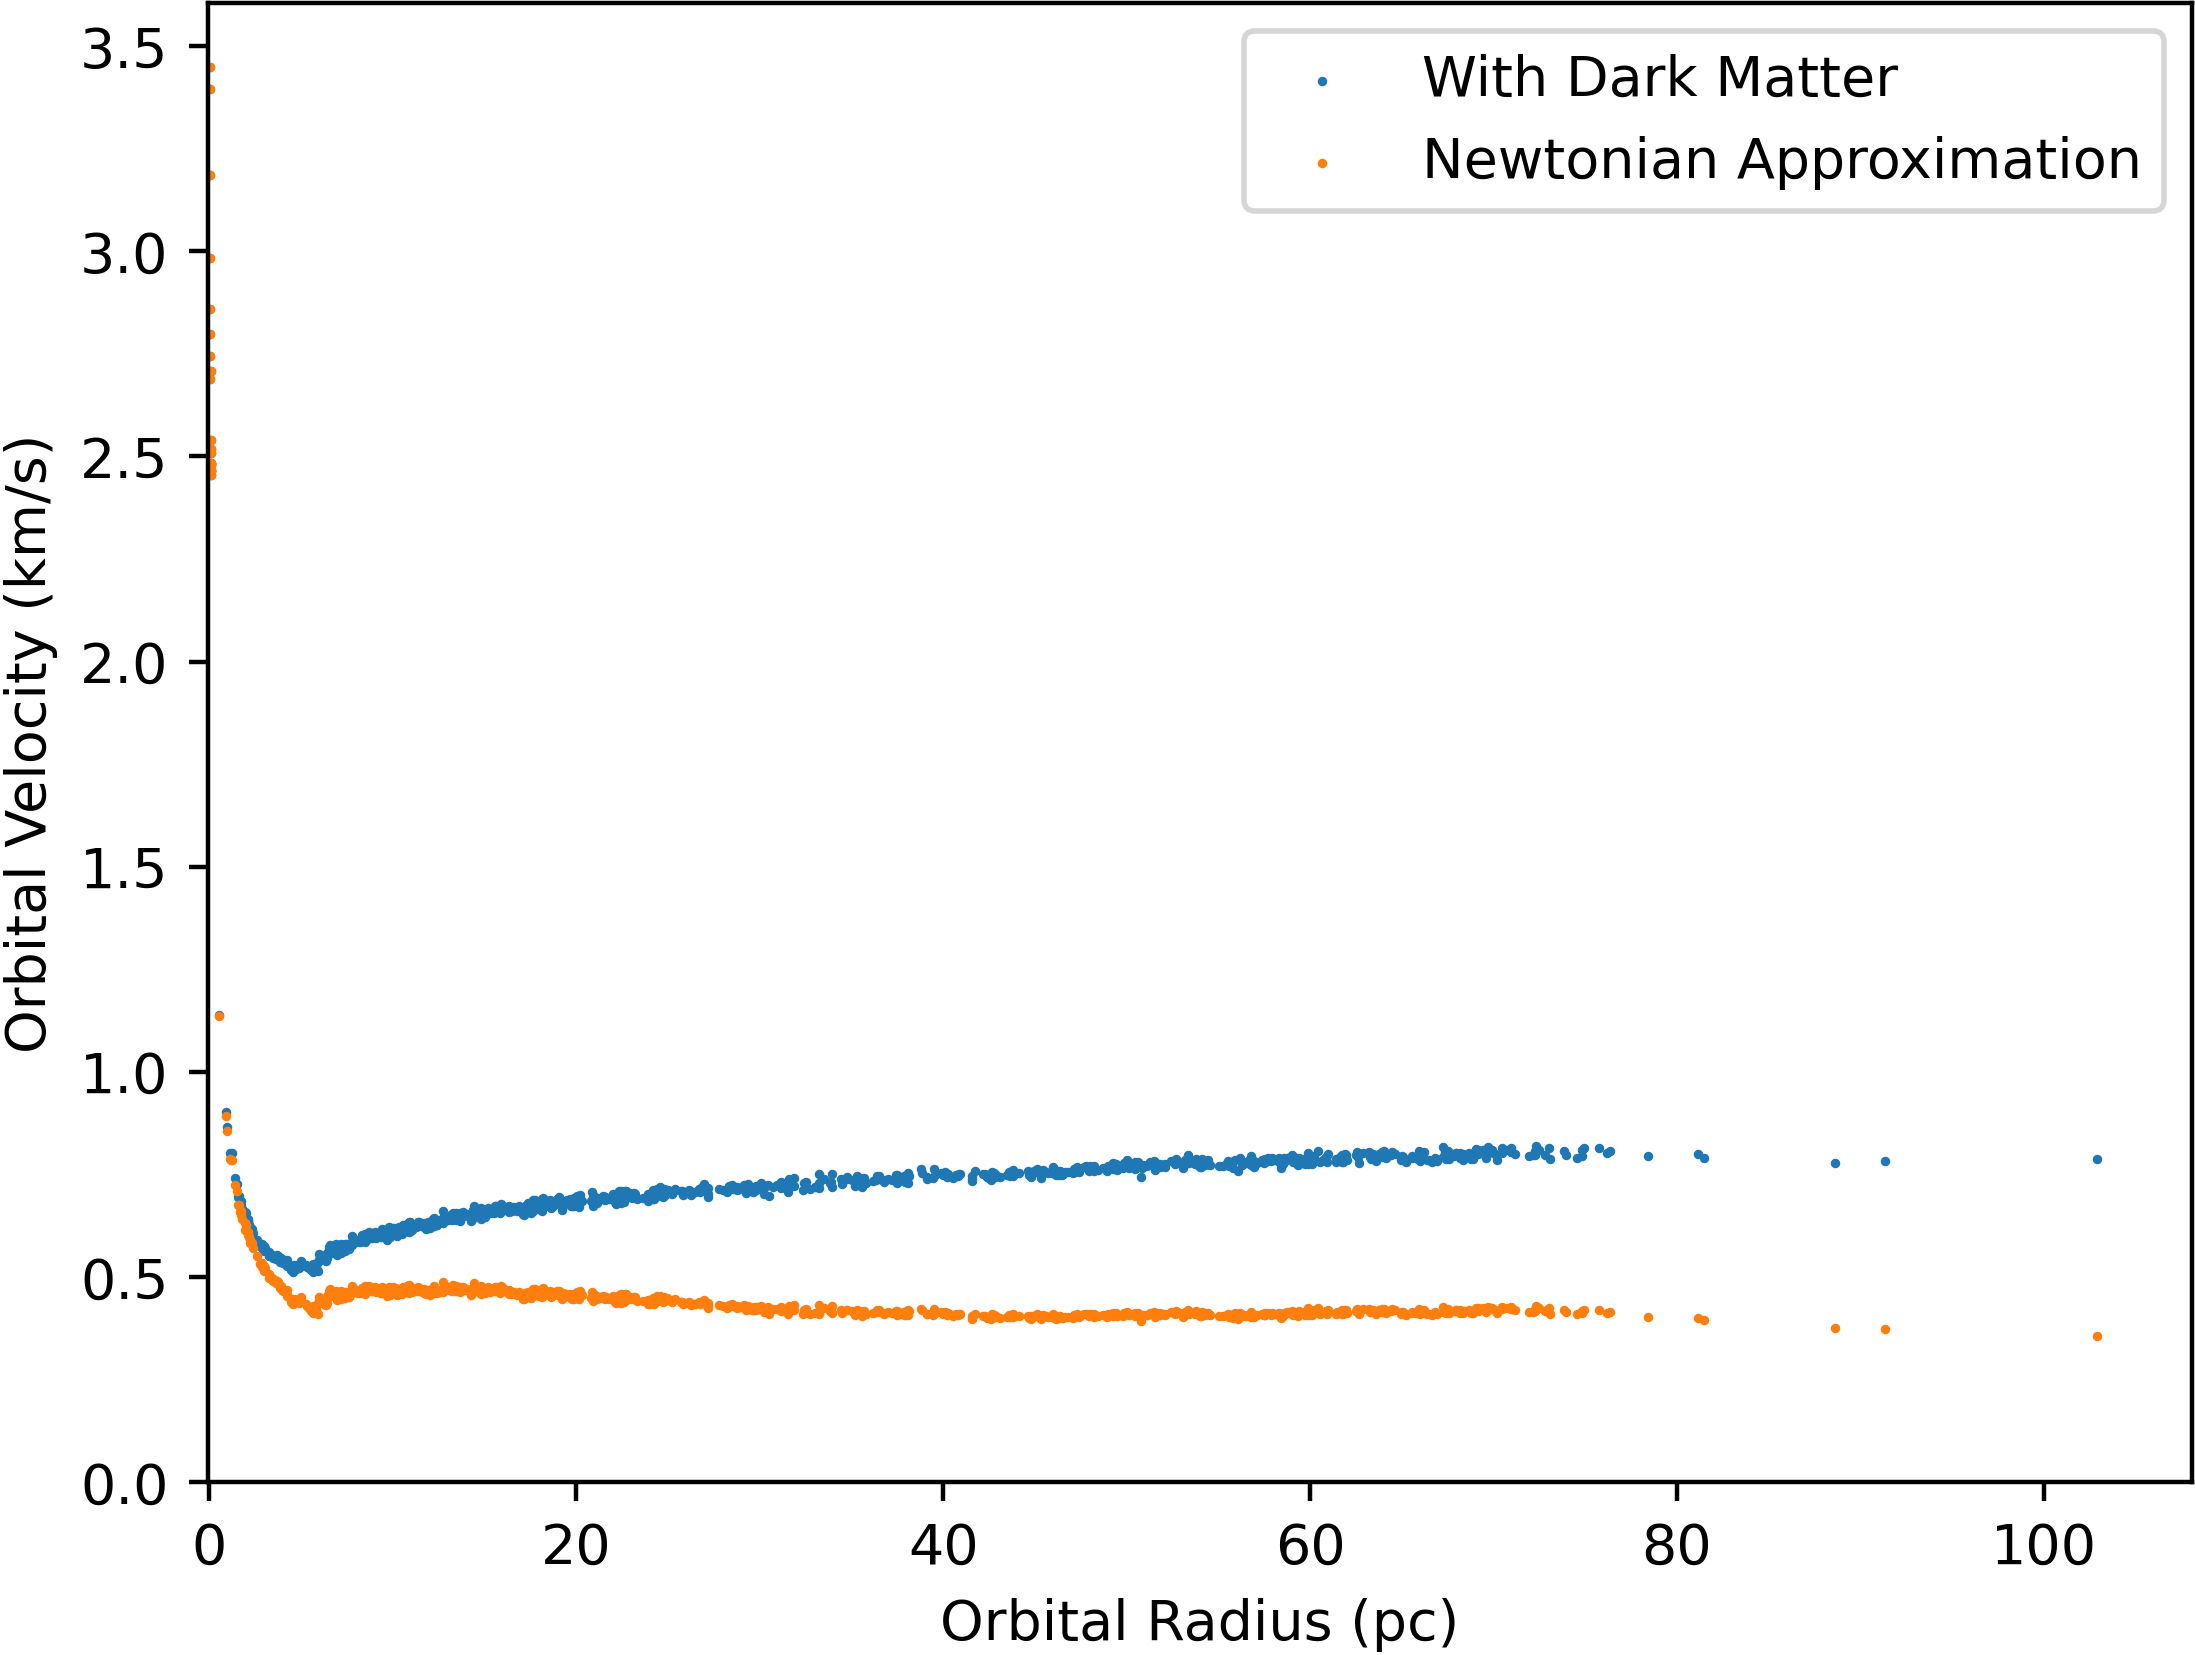 With Dark Matter
Newtonian Approximation
Orbital Velocity (km/s)
3.5
3.0
2.5
2.0
1.5
1.0
0.5
0.0
0 20 40 60 80 100
Orbital Radius (pc)